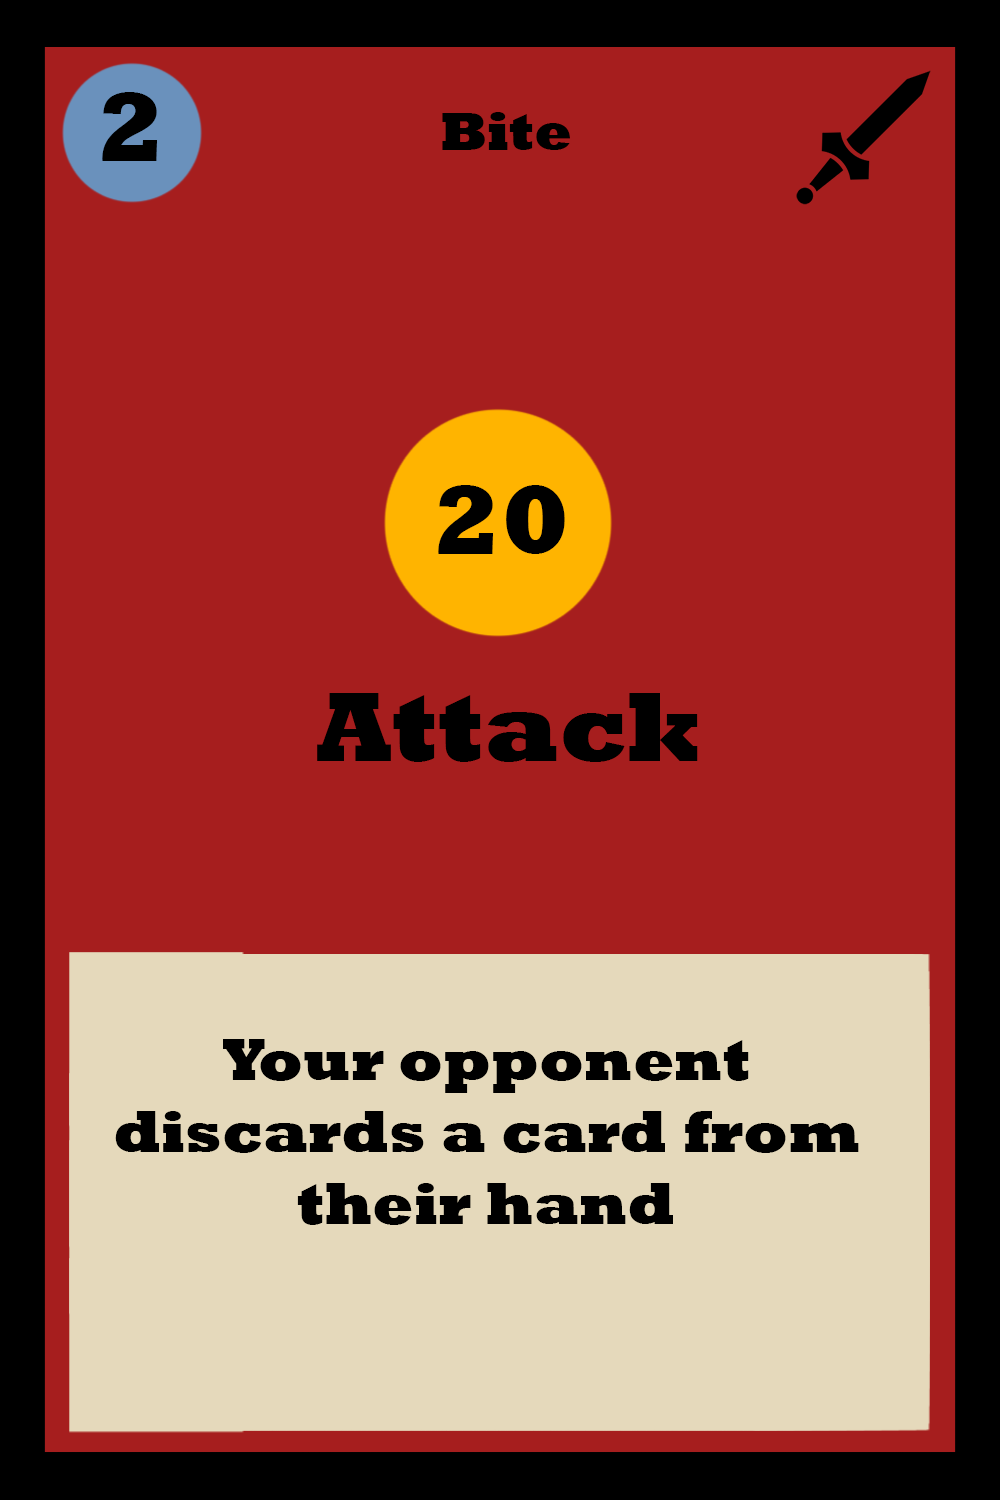 2
Bite
20
Attack
Your opponent
discards a card from
their hand